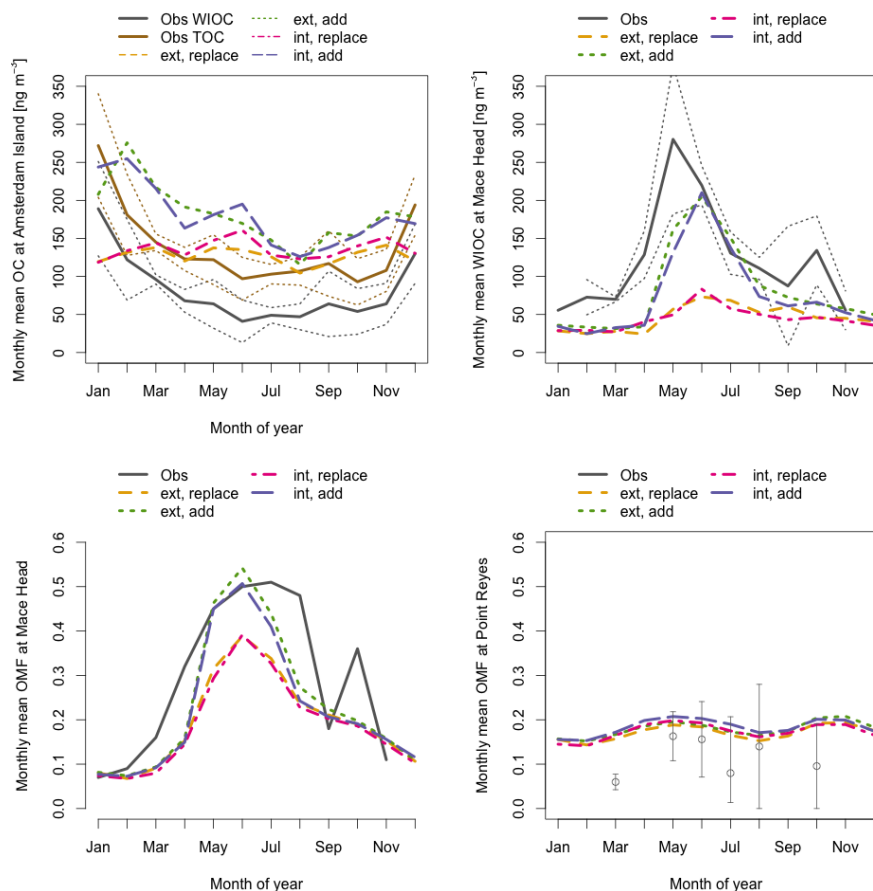 Obs WIOC
Obs TOC
ext, replace
ext, add
int, replace
int, add
Monthly mean OC at Amsterdam Island [ng m⁻³]
350
300
250
200
150
100
50
0
Jan Mar May Jul Sep Nov
Month of year
Obs
ext, replace
ext, add
int, replace
int, add
Monthly mean WIOC at Mace Head [ng m⁻³]
350
300
250
200
150
100
50
0
Jan Mar May Jul Sep Nov
Month of year
Obs
ext, replace
ext, add
int, replace
int, add
Monthly mean OMF at Mace Head
0.6
0.5
0.4
0.3
0.2
0.1
0.0
Jan Mar May Jul Sep Nov
Month of year
Obs
ext, replace
ext, add
int, replace
int, add
Monthly mean OMF at Point Reyes
0.6
0.5
0.4
0.3
0.2
0.1
0.0
Jan Mar May Jul Sep Nov
Month of year